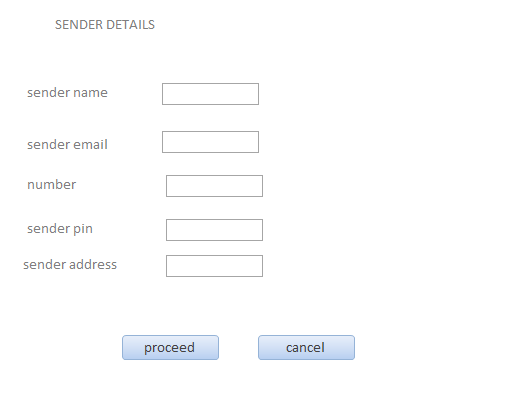 SENDER DETAILS
sender name
sender email
number
sender pin
sender address
proceed cancel